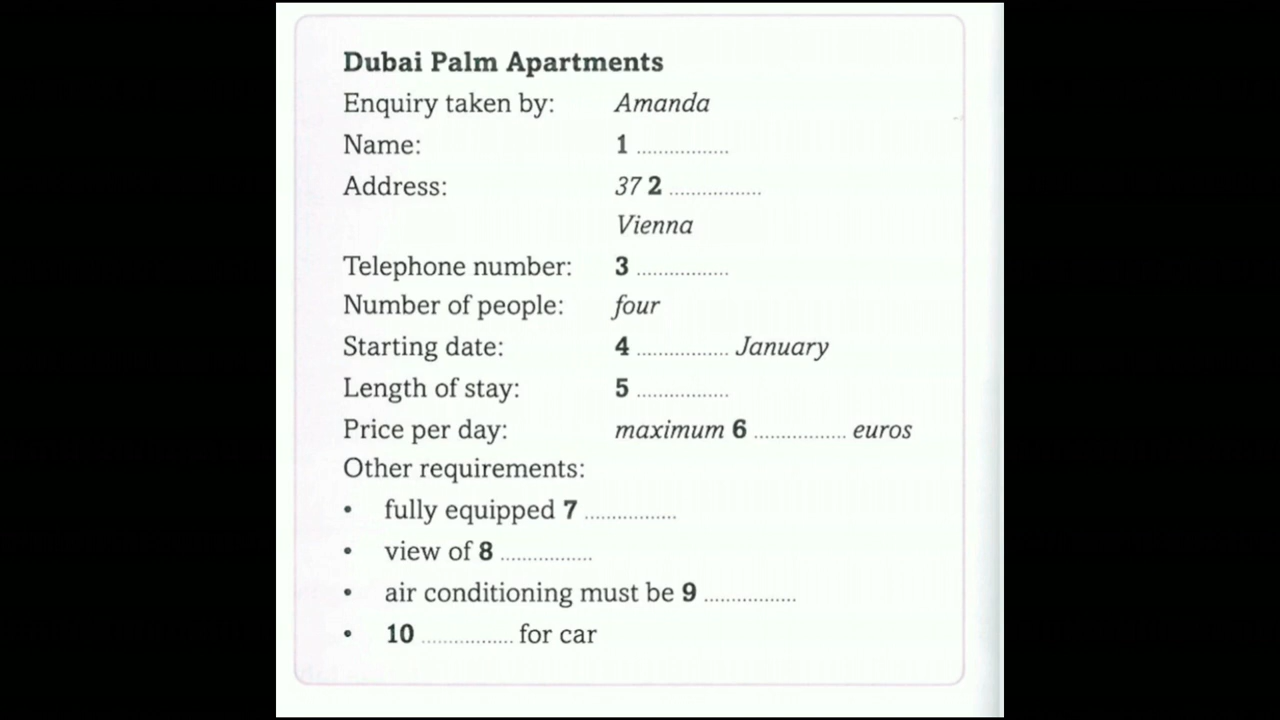 Dubai Palm Apartments
Enquiry taken by: Amanda
Name: 1 ................
Address: 37 2 ................
Vienna
Telephone number: 3 ................
Number of people: four
Starting date: 4 ................ January
Length of stay: 5 ................
Price per day: maximum 6 ................ euros
Other requirements:
• fully equipped 7 ................
• view of 8 ................
• air conditioning must be 9 ................
• 10 ................ for car